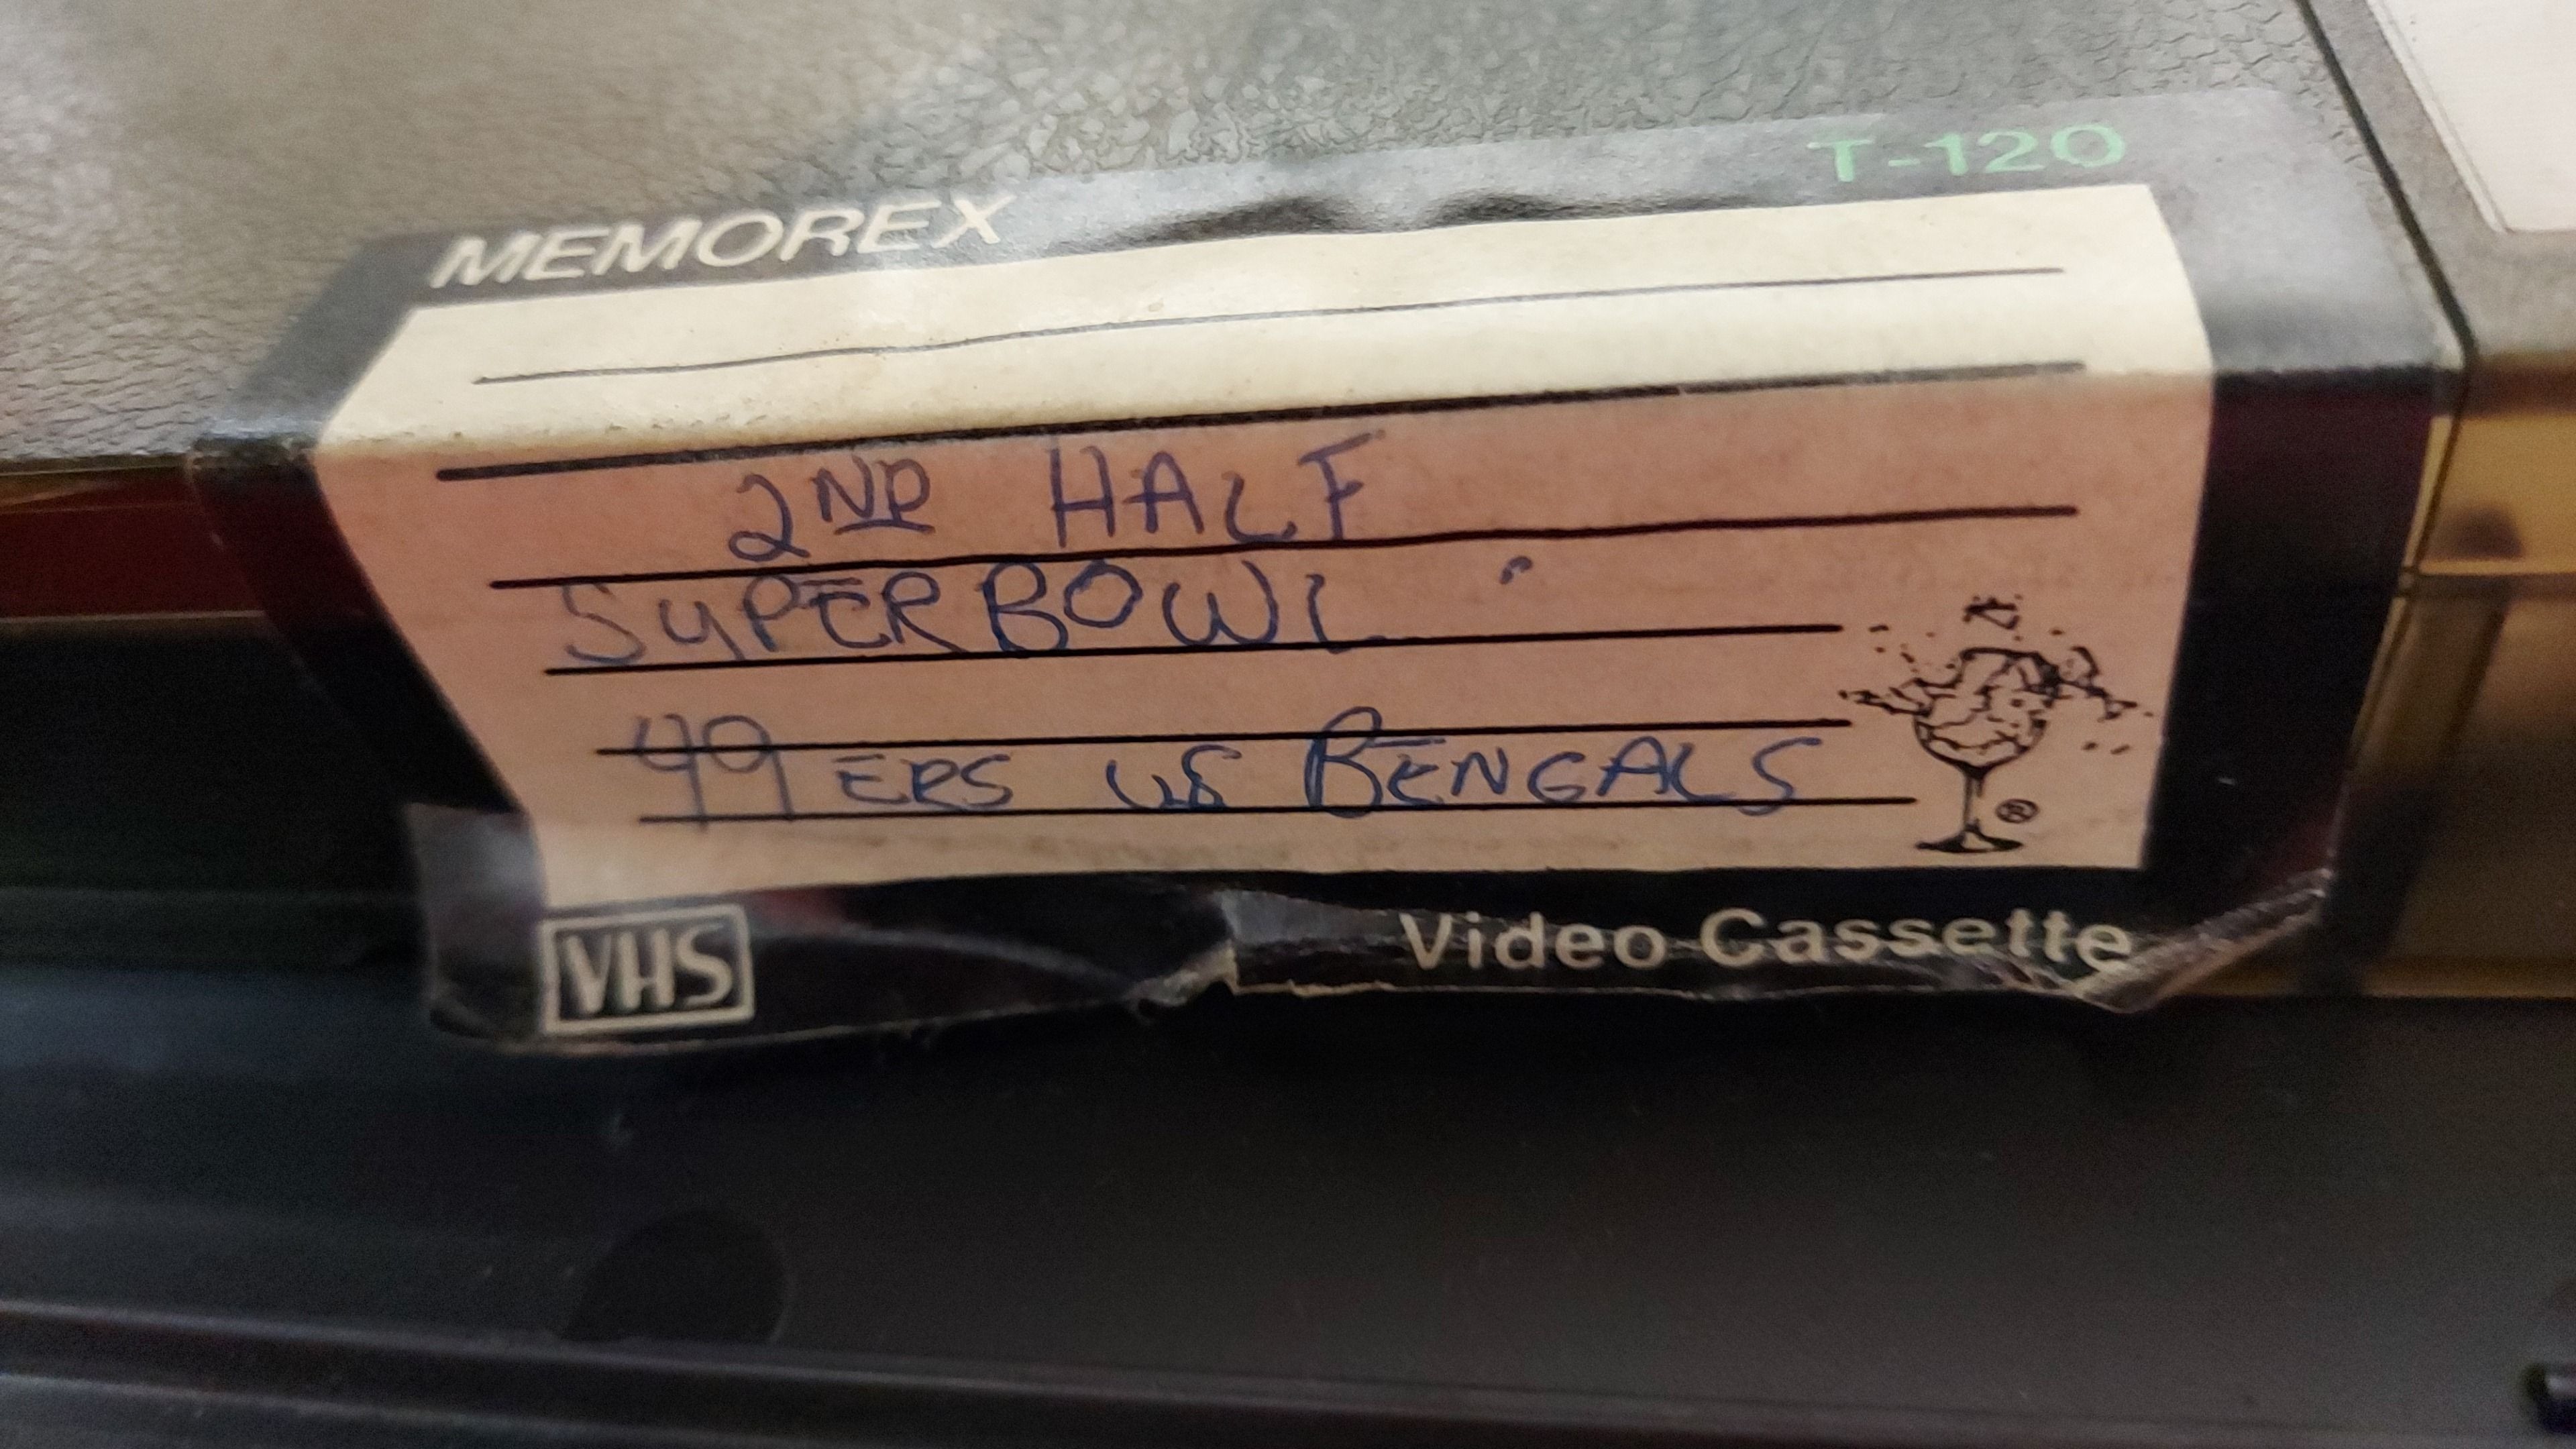 MEMOREX T-120
2ND HALF
SUPERBOWL
49ERS VS BENGALS
®
VHS Video Cassette